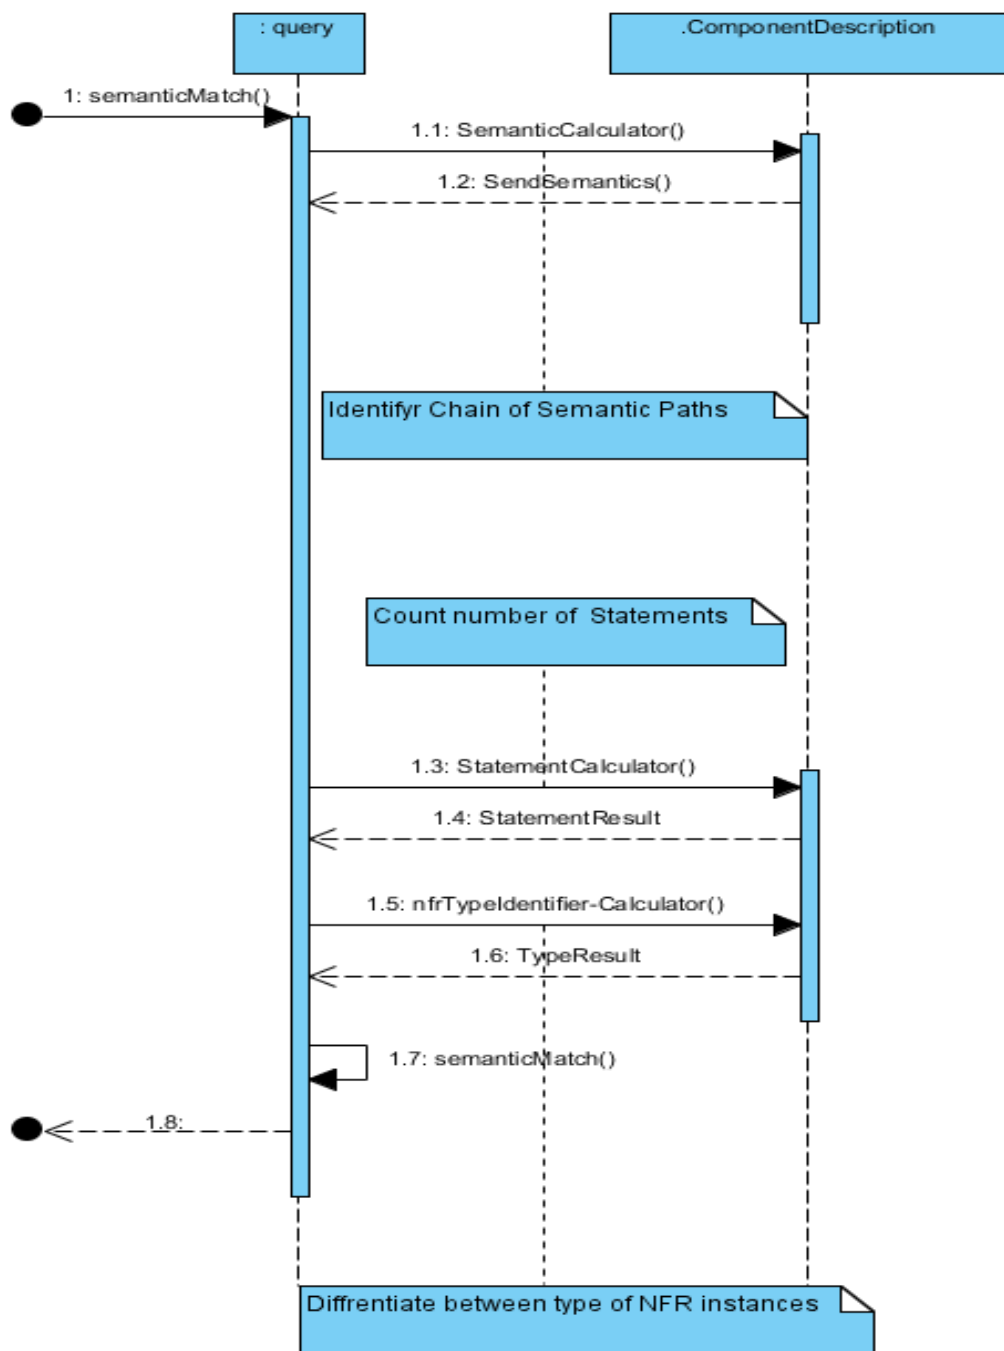 : query
.ComponentDescription
1: semanticMatch()
1.1: SemanticCalculator()
1.2: SendSemantics()
Identifyr Chain of Semantic Paths
Count number of Statements
1.3: StatementCalculator()
1.4: StatementResult
1.5: nfrTypeIdentifier-Calculator()
1.6: TypeResult
1.7: semanticMatch()
1.8:
Diffrentiate between type of NFR instances